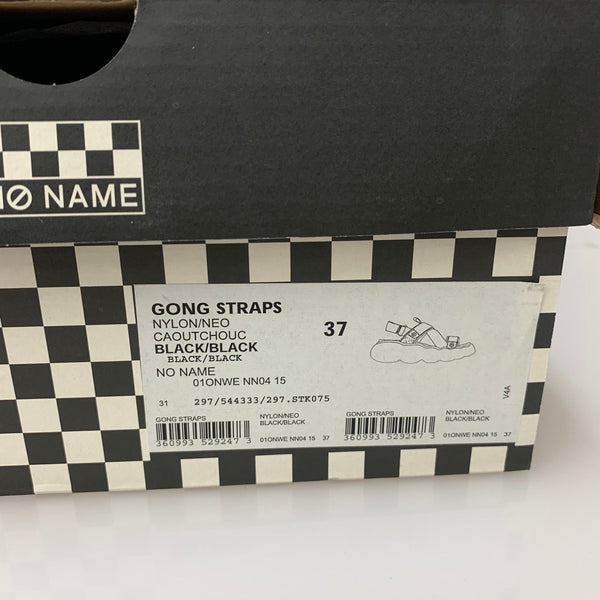 NØ NAME
GONG STRAPS
NYLON/NEO
CAOUTCHOUC
BLACK/BLACK
BLACK/BLACK
NO NAME
01ONWE NN04 15
37
31 297/544333/297.STK075
V4A
GONG STRAPS NYLON/NEO
BLACK/BLACK
360993 529247 3 01ONWE NN04 15 37
GONG STRAPS NYLON/NEO
BLACK/BLACK
360993 529247 3 01ONWE NN04 15 37